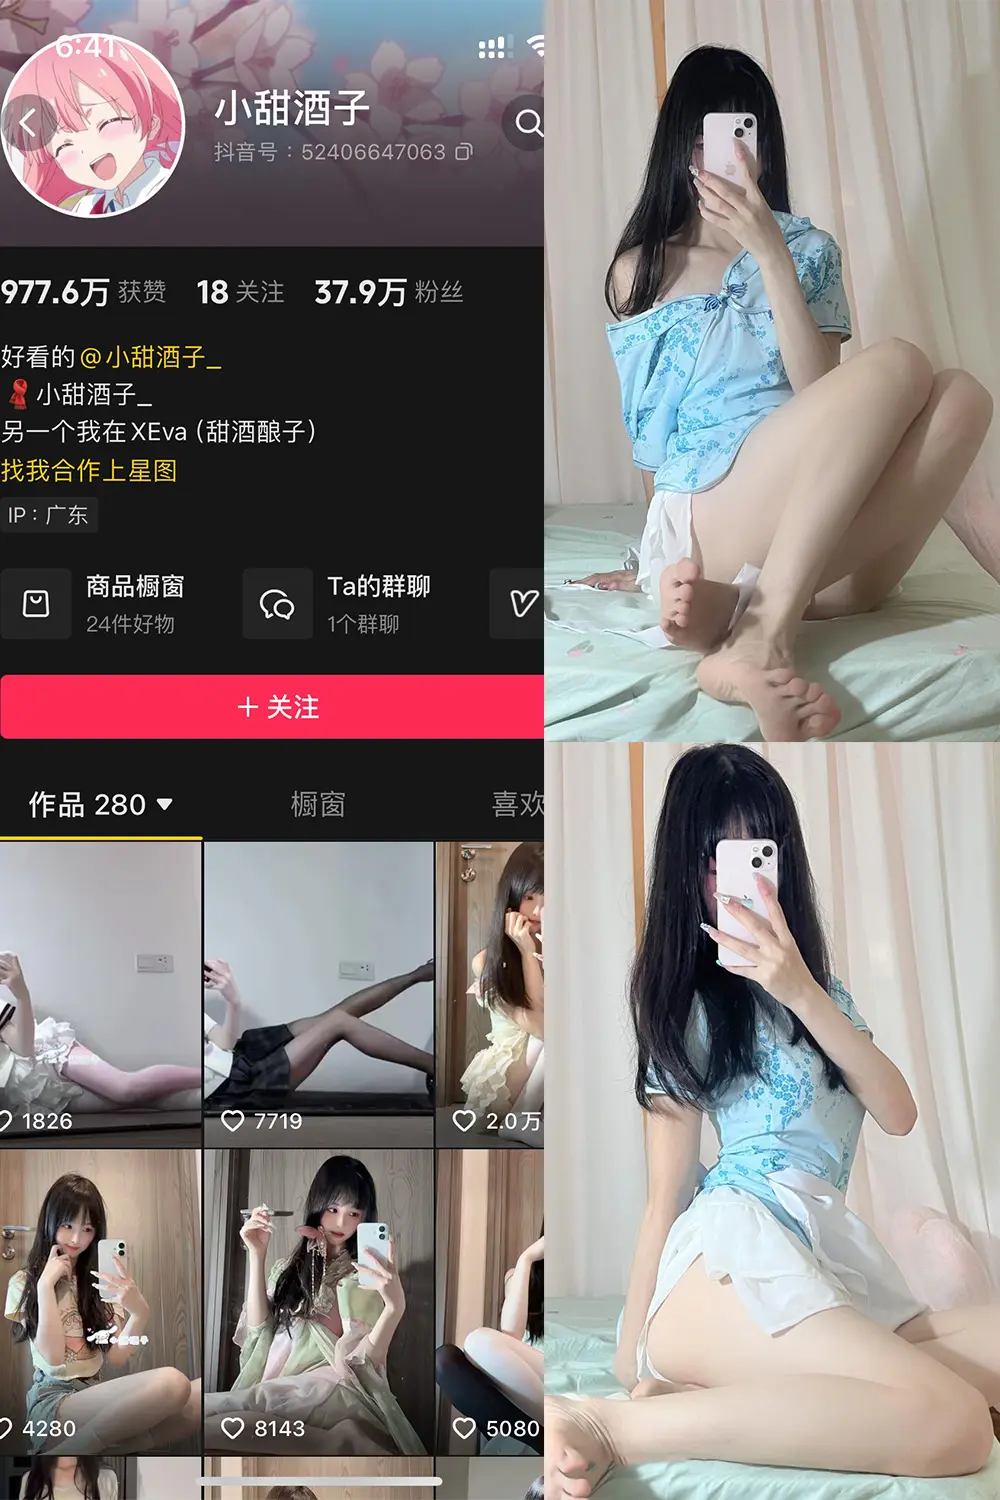 6:41
小甜酒子
抖音号：52406647063
977.6万 获赞 18 关注 37.9万 粉丝
好看的@小甜酒子_
小甜酒子_
另一个我在XEva（甜酒酿子）
找我合作上星图
IP：广东
商品橱窗
24件好物
Ta的群聊
1个群聊
+ 关注
作品 280 橱窗 喜欢
1826
7719
2.0万
4280
8143
5080